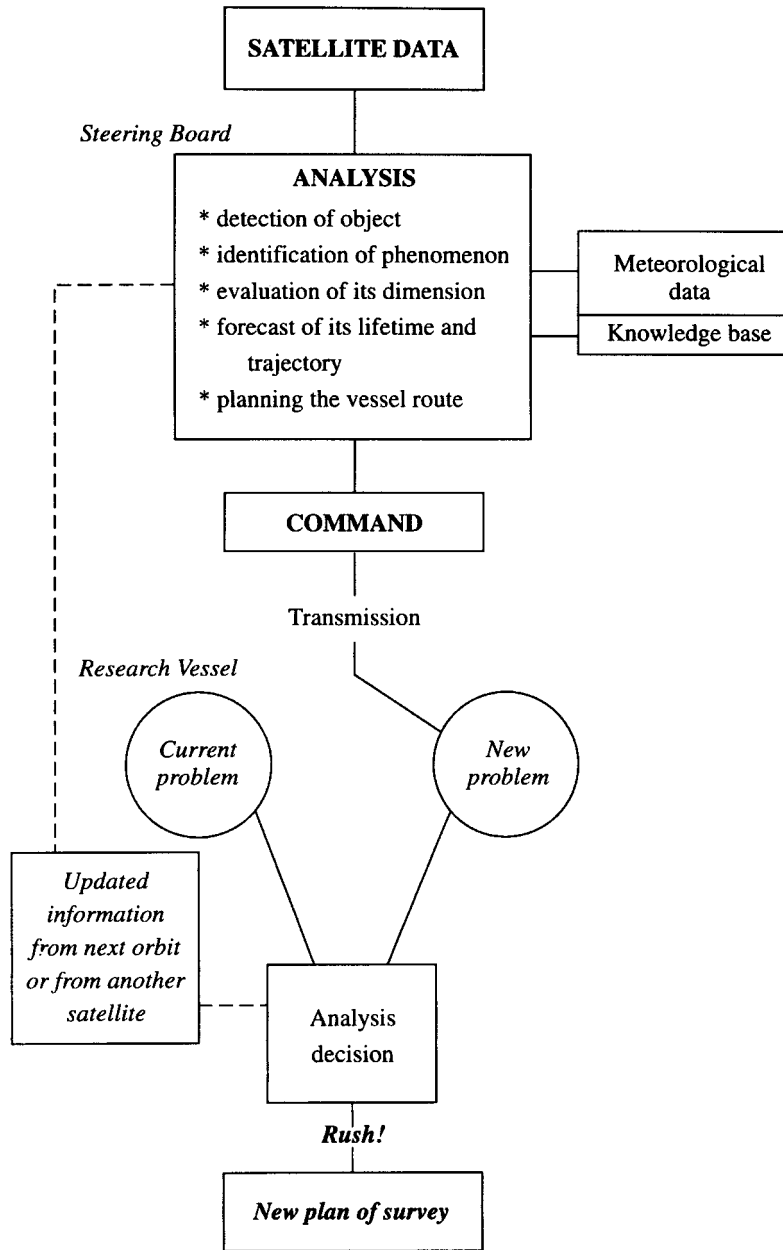 SATELLITE DATA
Steering Board
ANALYSIS
* detection of object
* identification of phenomenon
* evaluation of its dimension
* forecast of its lifetime and
trajectory
* planning the vessel route
Meteorological
data
Knowledge base
COMMAND
Transmission
Research Vessel
Current
problem
New
problem
Updated
information
from next orbit
or from another
satellite
Analysis
decision
Rush!
New plan of survey